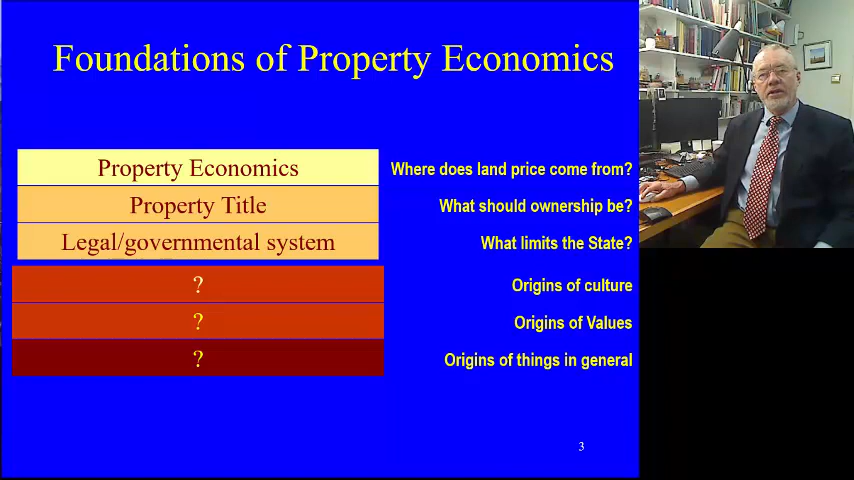 Foundations of Property Economics
Property Economics Where does land price come from?
Property Title What should ownership be?
Legal/governmental system What limits the State?
? Origins of culture
? Origins of Values
? Origins of things in general
3